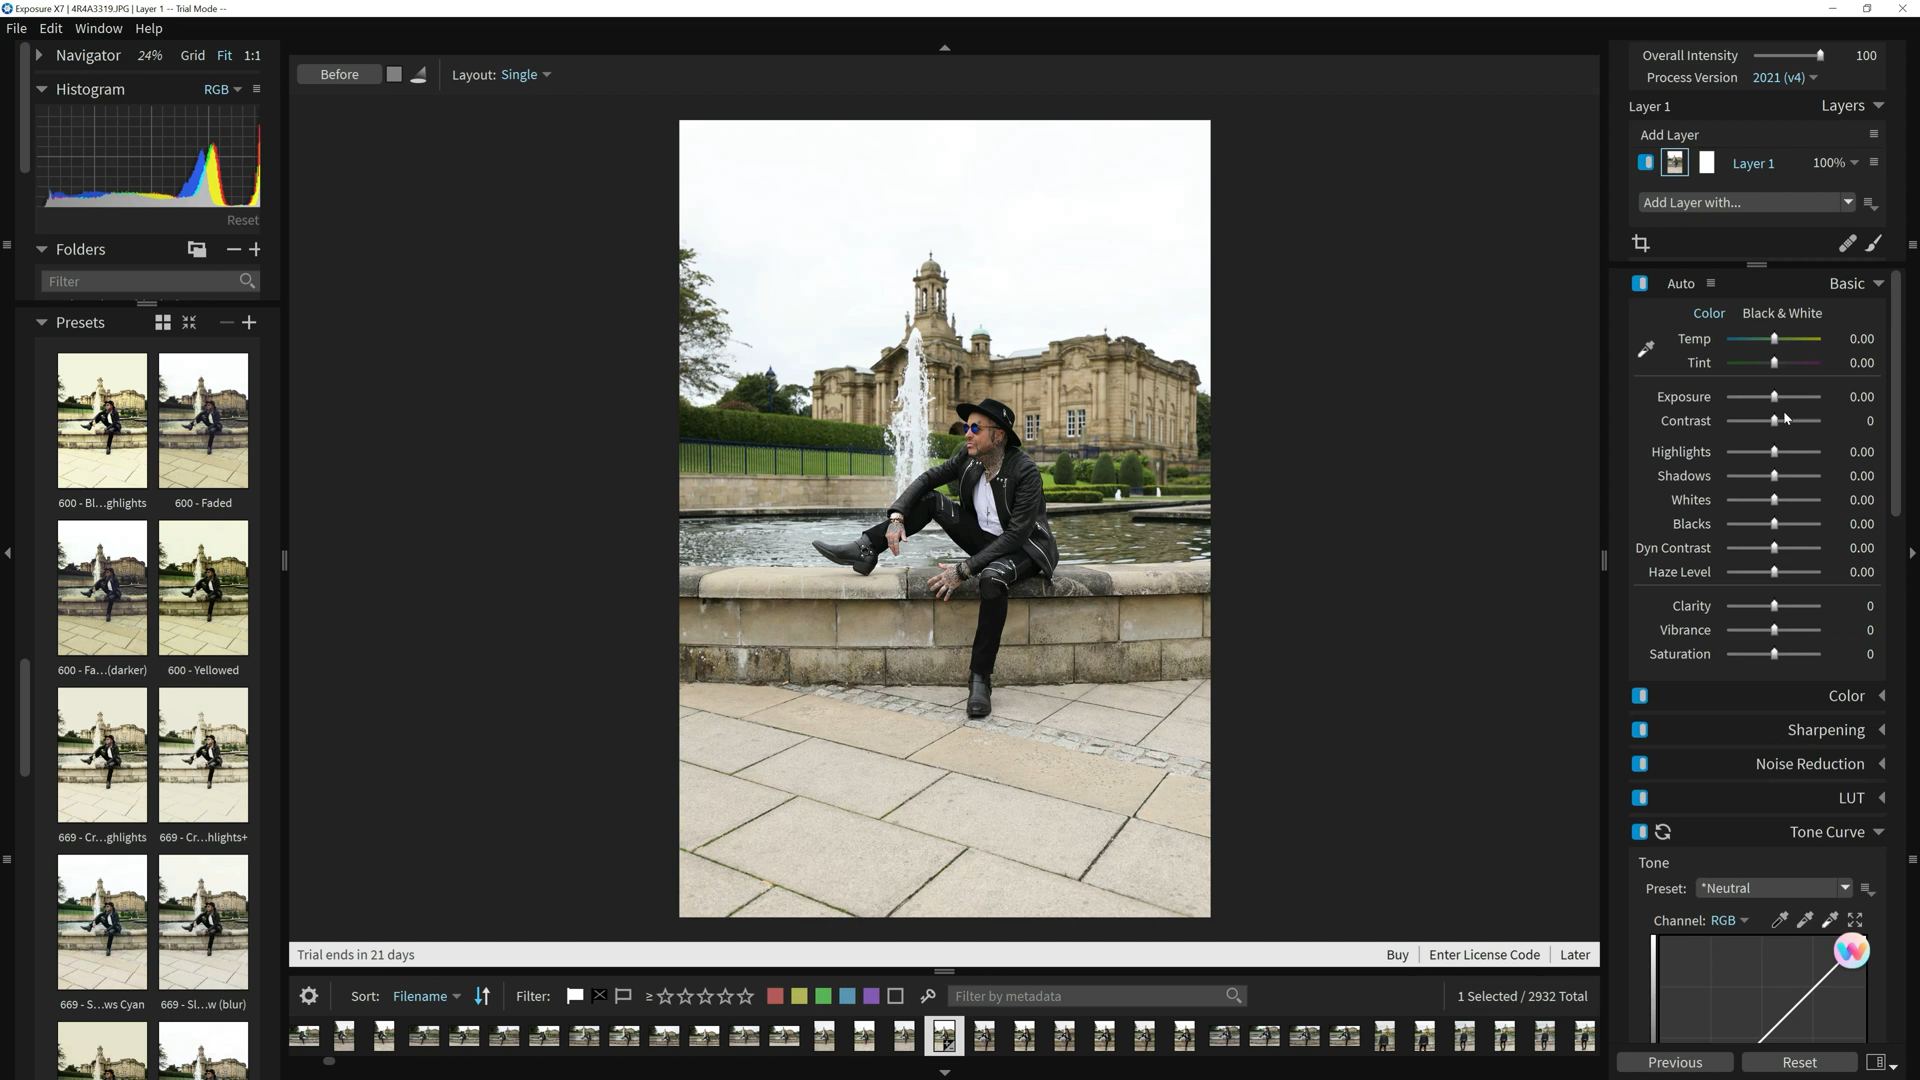 Exposure X7 | 4R4A3319.JPG | Layer 1 -- Trial Mode --
File Edit Window Help
Navigator 24% Grid Fit 1:1
Histogram RGB
Reset
Folders
Filter
Presets
600 - Bl...ghlights 600 - Faded
600 - Fa...(darker) 600 - Yellowed
669 - Cr...ghlights 669 - Cr...hlights+
669 - S...ws Cyan 669 - Sl...w (blur)
Before Layout: Single
Trial ends in 21 days Buy Enter License Code Later
Sort: Filename Filter: ≥ Filter by metadata 1 Selected / 2932 Total
Overall Intensity 100
Process Version 2021 (v4)
Layer 1 Layers
Add Layer
Layer 1 100%
Add Layer with...
Auto Basic
Color Black & White
Temp 0.00
Tint 0.00
Exposure 0.00
Contrast 0
Highlights 0.00
Shadows 0.00
Whites 0.00
Blacks 0.00
Dyn Contrast 0.00
Haze Level 0.00
Clarity 0
Vibrance 0
Saturation 0
Color
Sharpening
Noise Reduction
LUT
Tone Curve
Tone
Preset: *Neutral
Channel: RGB
Previous Reset